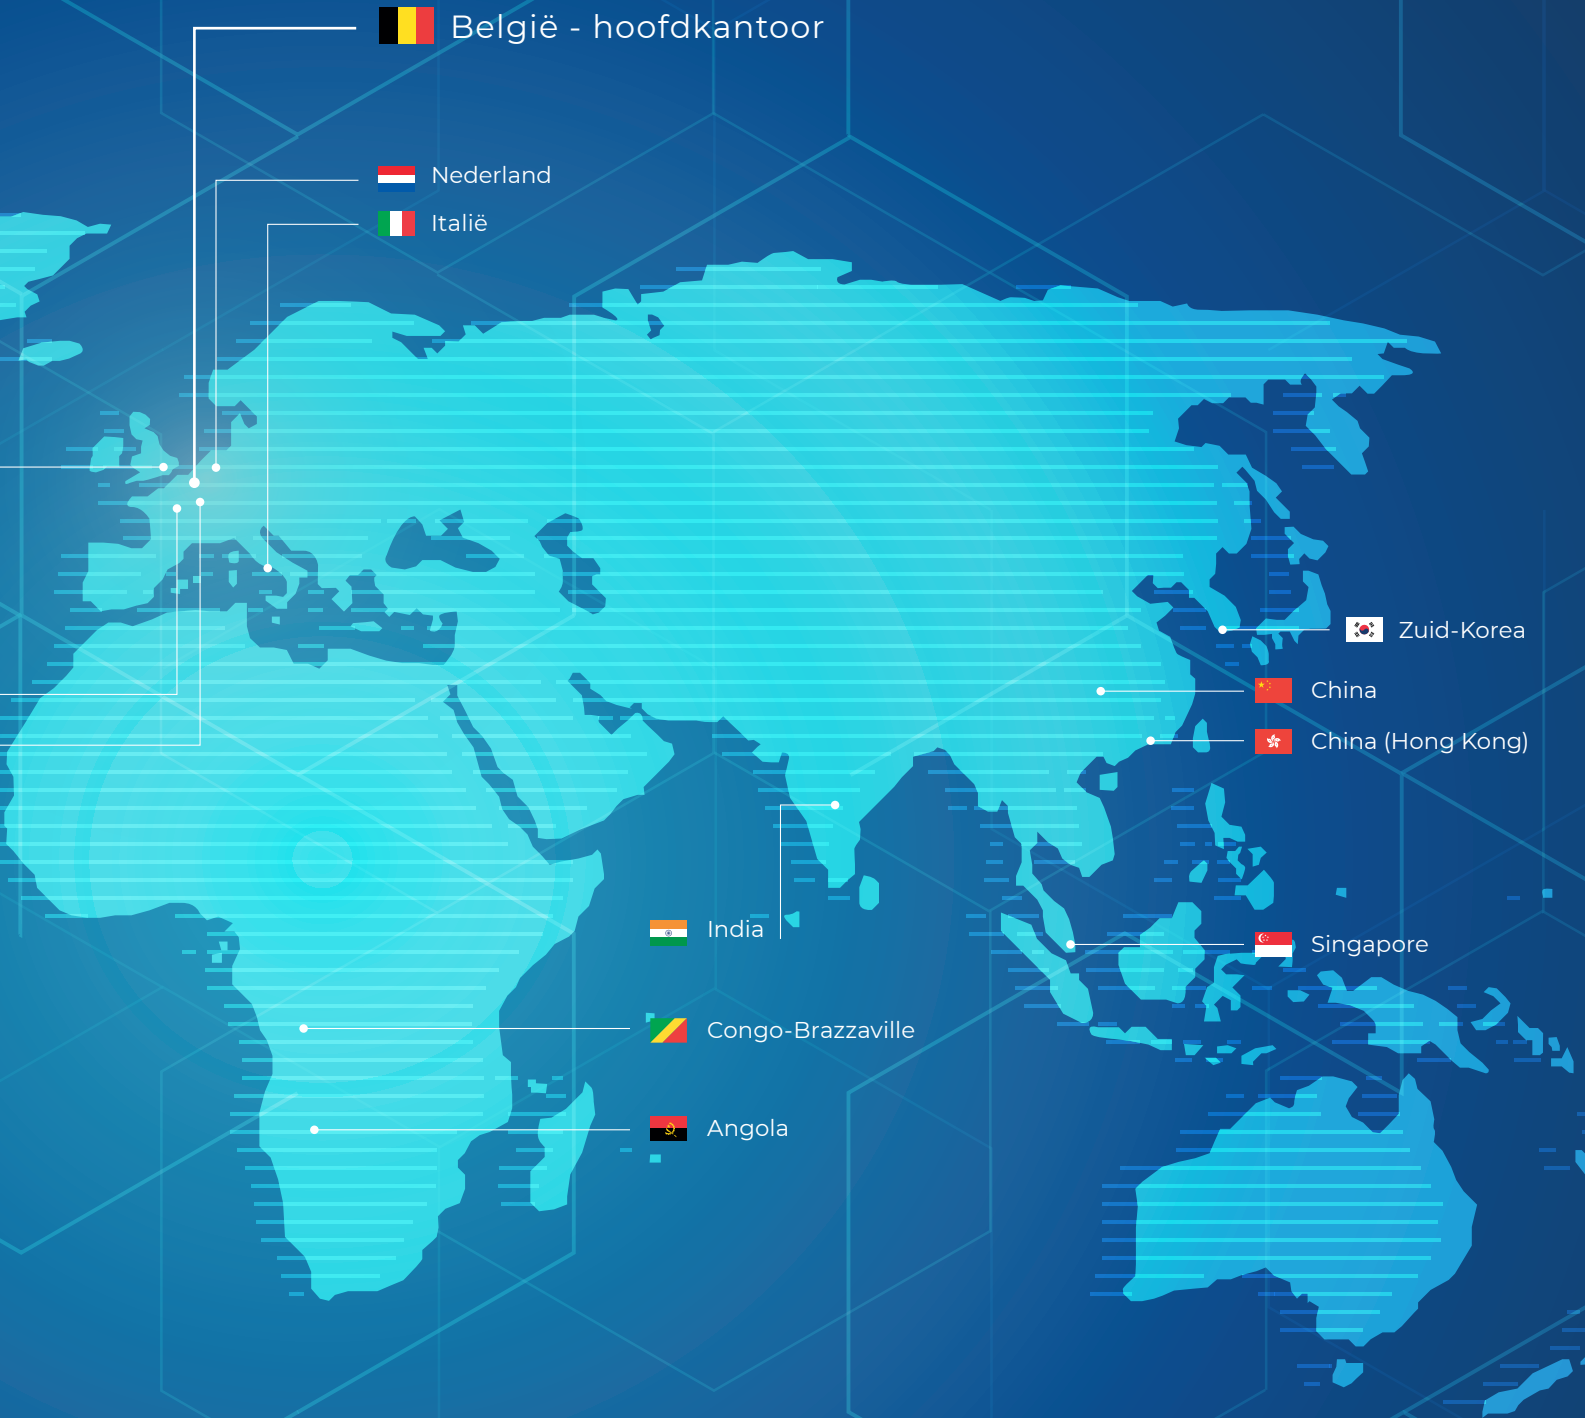 België - hoofdkantoor
Nederland
Italië
Zuid-Korea
China
China (Hong Kong)
India
Singapore
Congo-Brazzaville
Angola